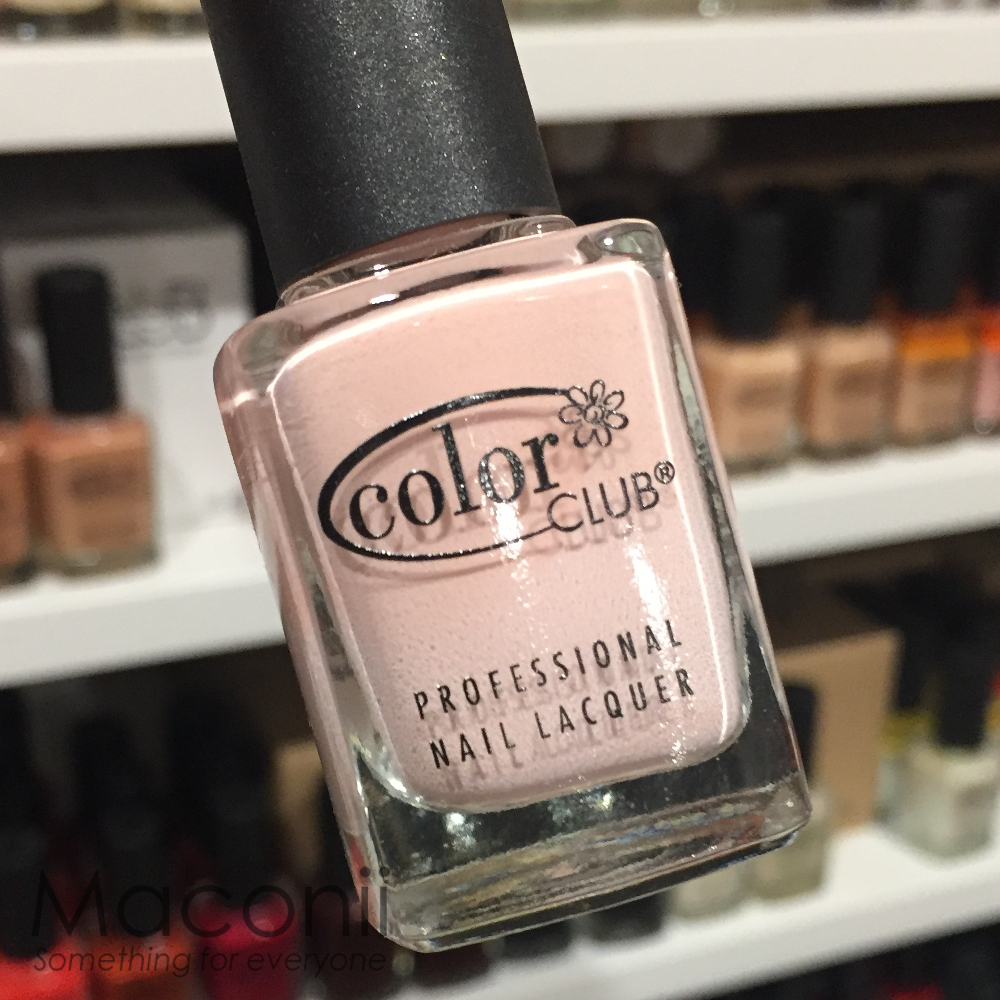 color
CLUB®
PROFESSIONAL
NAIL LACQUER
Maconii
Something for everyone